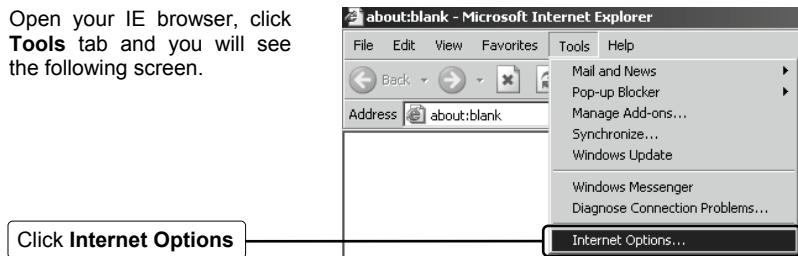 Open your IE browser, click
Tools tab and you will see
the following screen.
about:blank - Microsoft Internet Explorer
File Edit View Favorites Tools Help
Back
Address about:blank
Mail and News
Pop-up Blocker
Manage Add-ons...
Synchronize...
Windows Update
Windows Messenger
Diagnose Connection Problems...
Internet Options...
Click Internet Options